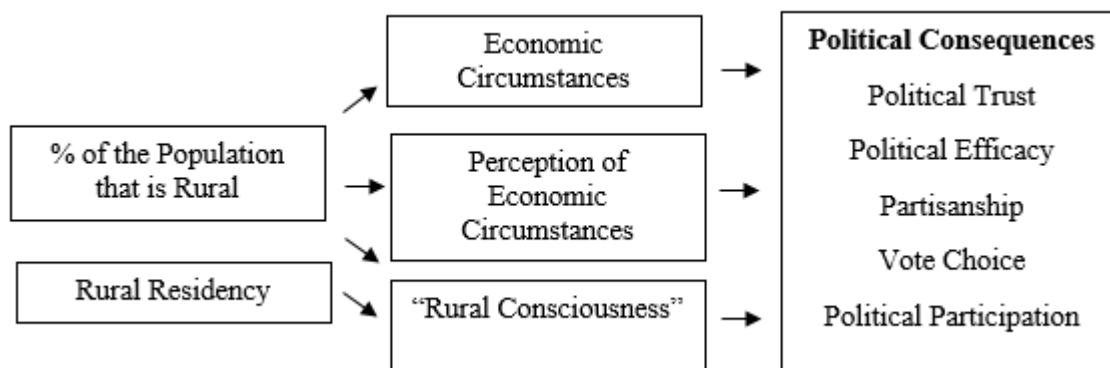 % of the Population
that is Rural
Rural Residency
Economic
Circumstances
Perception of
Economic
Circumstances
“Rural Consciousness”
Political Consequences
Political Trust
Political Efficacy
Partisanship
Vote Choice
Political Participation